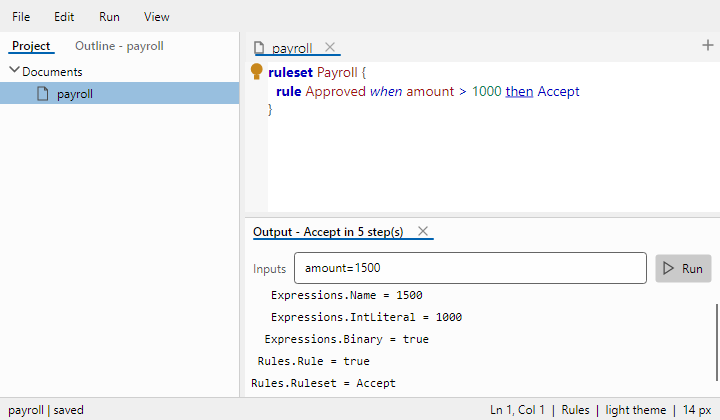 File Edit Run View
Project Outline - payroll
Documents
payroll
payroll
ruleset Payroll {
rule Approved when amount > 1000 then Accept
}
Output - Accept in 5 step(s)
Inputs amount=1500 Run
Expressions.Name = 1500
Expressions.IntLiteral = 1000
Expressions.Binary = true
Rules.Rule = true
Rules.Ruleset = Accept
payroll | saved Ln 1, Col 1 | Rules | light theme | 14 px